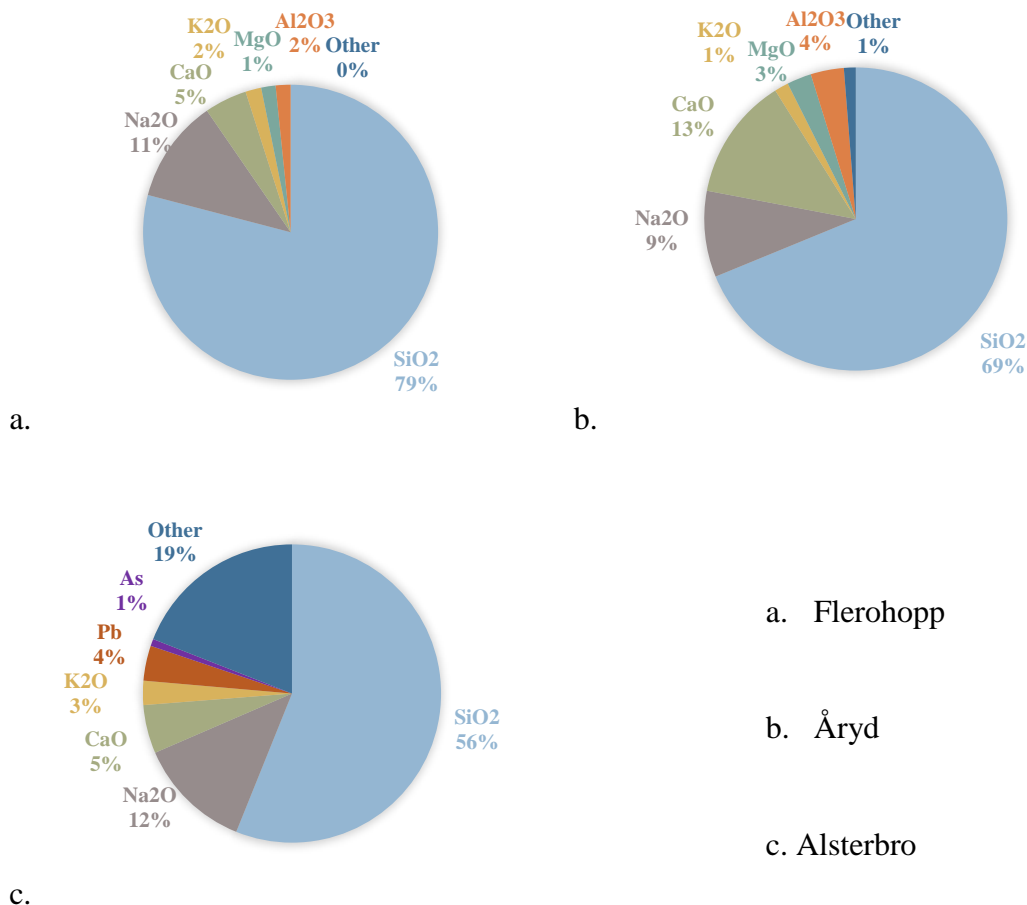 K2O
2%
MgO
1%
Al2O3
2%
Other
0%
CaO
5%
Na2O
11%
SiO2
79%
a.
K2O
1%
MgO
3%
Al2O3
4%
Other
1%
CaO
13%
Na2O
9%
SiO2
69%
b.
Other
19%
As
1%
Pb
4%
K2O
3%
CaO
5%
Na2O
12%
SiO2
56%
c.
a. Flerohopp
b. Åryd
c. Alsterbro